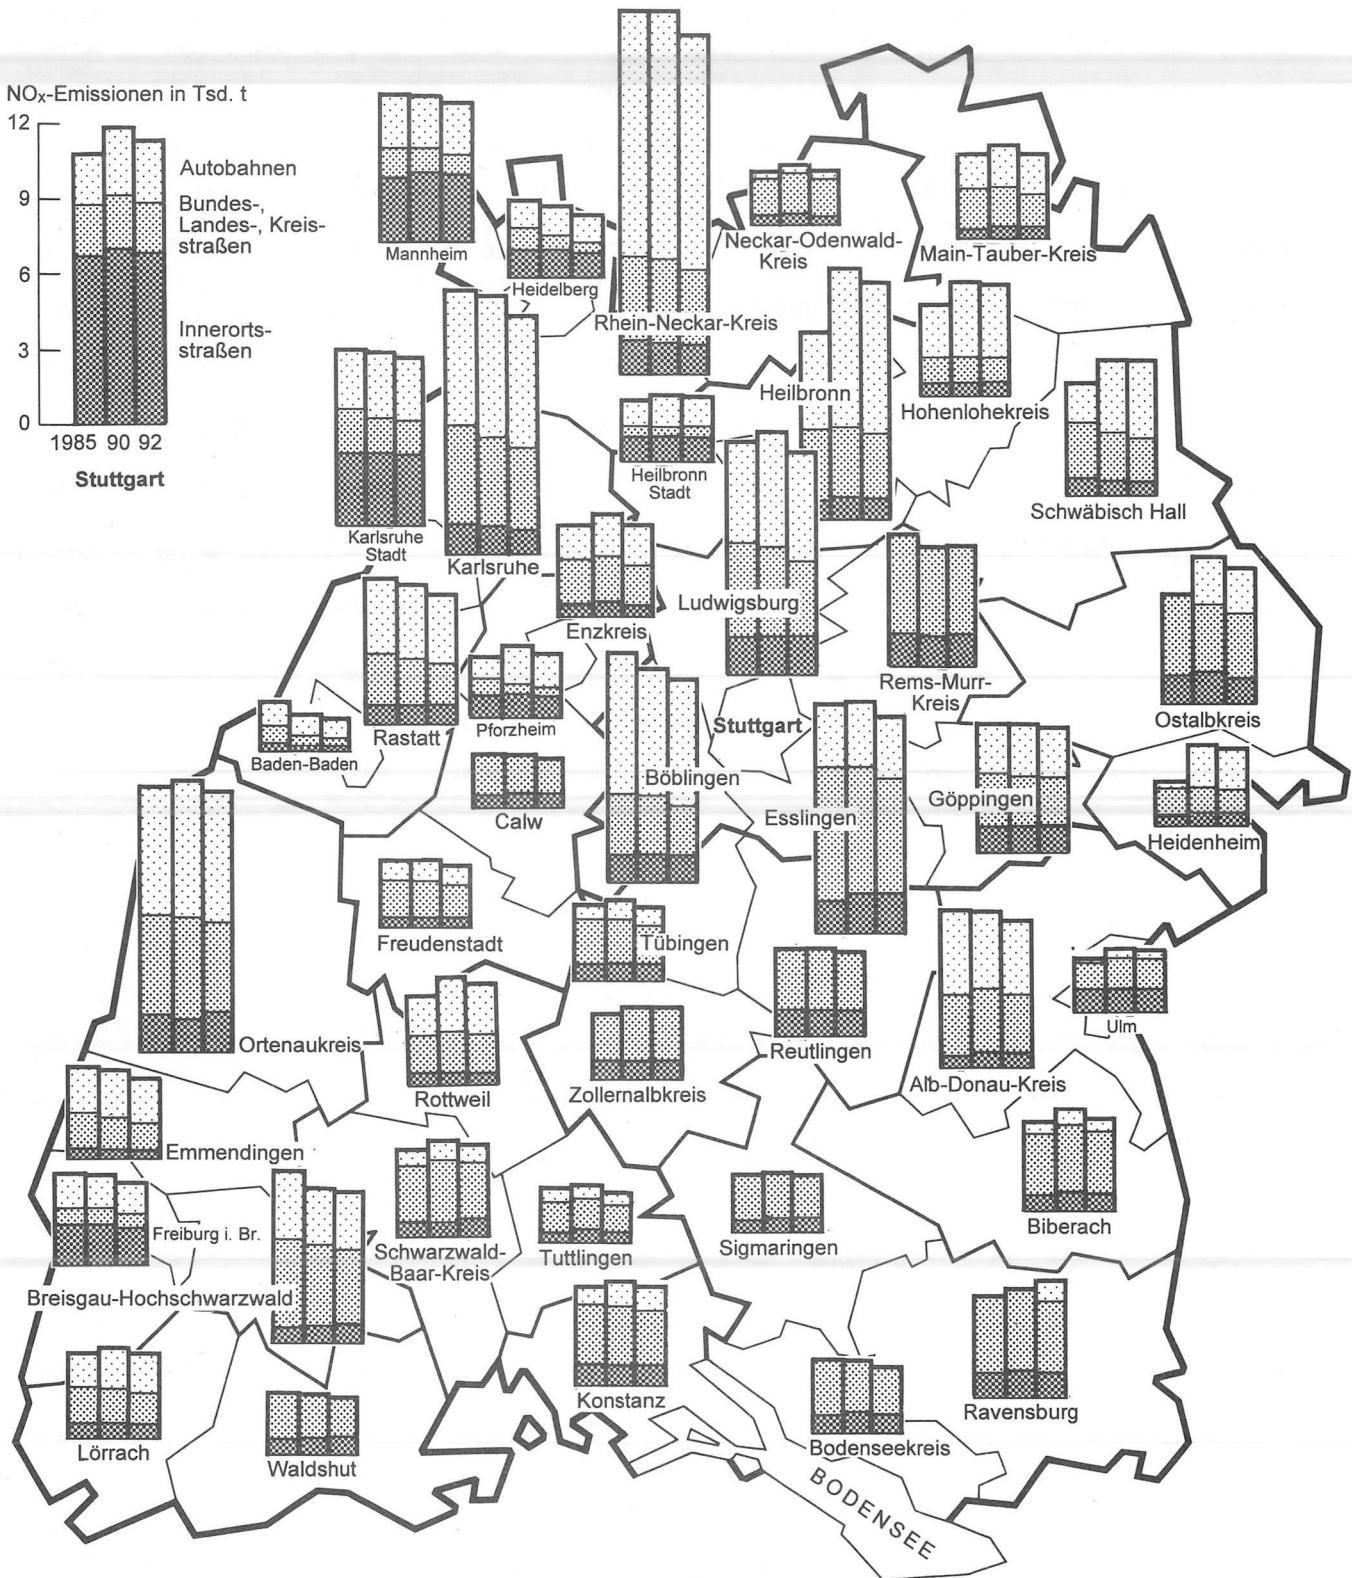 NOx-Emissionen in Tsd. t
12
9
6
3
0
Autobahnen
Bundes-,
Landes-, Kreis-
straßen
Innerorts-
straßen
1985 90 92
Stuttgart
Mannheim
Heidelberg
Rhein-Neckar-Kreis
Neckar-Odenwald-
Kreis
Main-Tauber-Kreis
Karlsruhe
Stadt
Karlsruhe
Heilbronn
Stadt
Heilbronn
Hohenlohekreis
Schwäbisch Hall
Enzkreis
Ludwigsburg
Rems-Murr-
Kreis
Ostalbkreis
Baden-Baden
Rastatt
Pforzheim
Stuttgart
Calw
Böblingen
Esslingen
Göppingen
Heidenheim
Freudenstadt
Tübingen
Ortenaukreis
Rottweil
Zollernalbkreis
Reutlingen
Alb-Donau-Kreis
Ulm
Emmendingen
Freiburg i. Br.
Schwarzwald-
Baar-Kreis
Tuttlingen
Sigmaringen
Biberach
Breisgau-Hochschwarzwald
Konstanz
Ravensburg
Lörrach
Waldshut
Bodenseekreis
BODENSEE